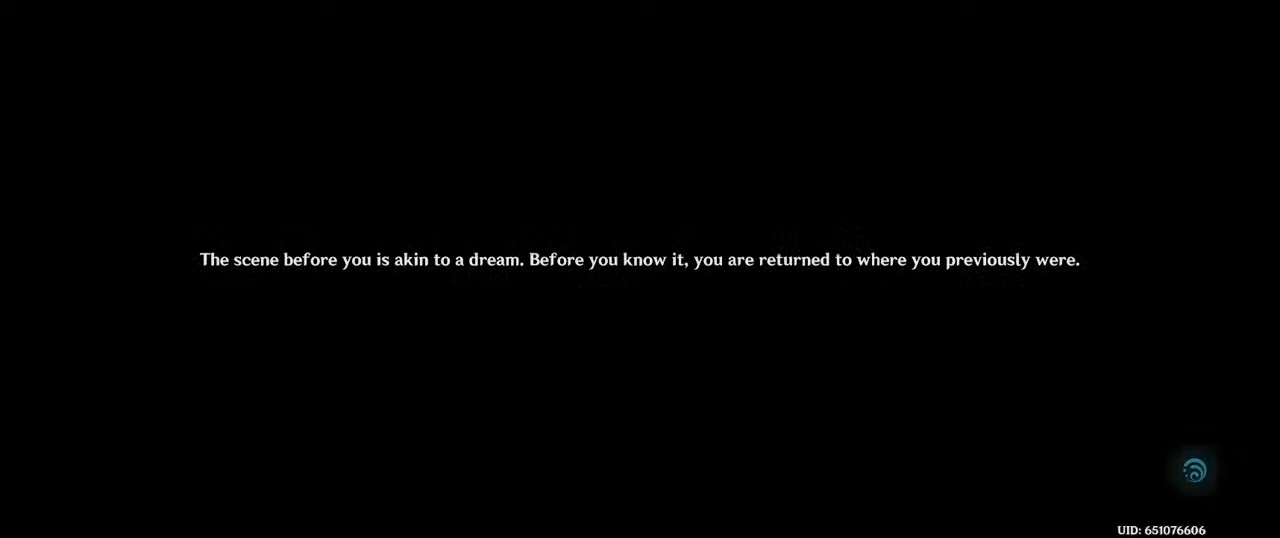 The scene before you is akin to a dream. Before you know it, you are returned to where you previously were.
UID: 651076606